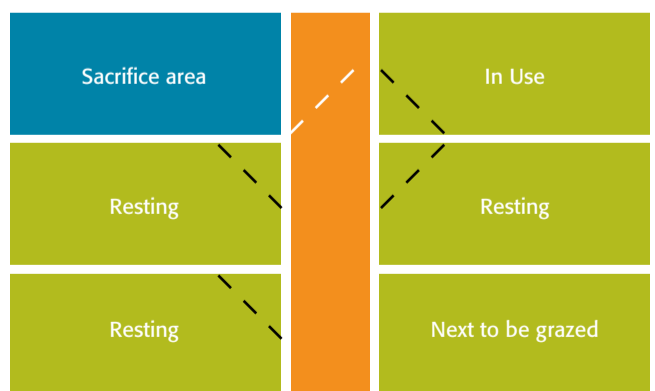 Sacrifice area
In Use
Resting
Resting
Resting
Next to be grazed